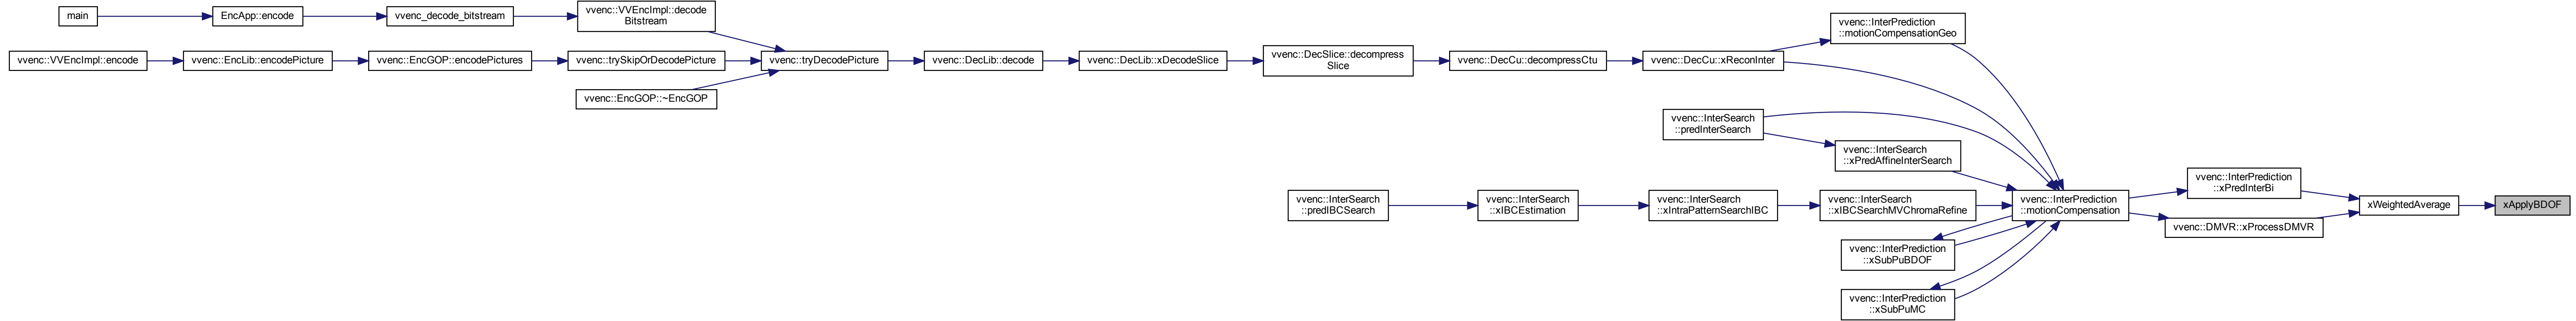 main
EncApp::encode
vvenc_decode_bitstream
vvenc::VVEncImpl::decode
Bitstream
vvenc::VVEncImpl::encode
vvenc::EncLib::encodePicture
vvenc::EncGOP::encodePictures
vvenc::trySkipOrDecodePicture
vvenc::EncGOP::~EncGOP
vvenc::tryDecodePicture
vvenc::DecLib::decode
vvenc::DecLib::xDecodeSlice
vvenc::DecSlice::decompress
Slice
vvenc::DecCu::decompressCtu
vvenc::DecCu::xReconInter
vvenc::InterPrediction
::motionCompensationGeo
vvenc::InterSearch
::predInterSearch
vvenc::InterSearch
::xPredAffineInterSearch
vvenc::InterSearch
::predIBCSearch
vvenc::InterSearch
::xIBCEstimation
vvenc::InterSearch
::xIntraPatternSearchIBC
vvenc::InterSearch
::xIBCSearchMVChromaRefine
vvenc::InterPrediction
::xSubPuBDOF
vvenc::InterPrediction
::xSubPuMC
vvenc::InterPrediction
::motionCompensation
vvenc::InterPrediction
::xPredInterBi
vvenc::DMVR::xProcessDMVR
xWeightedAverage
xApplyBDOF